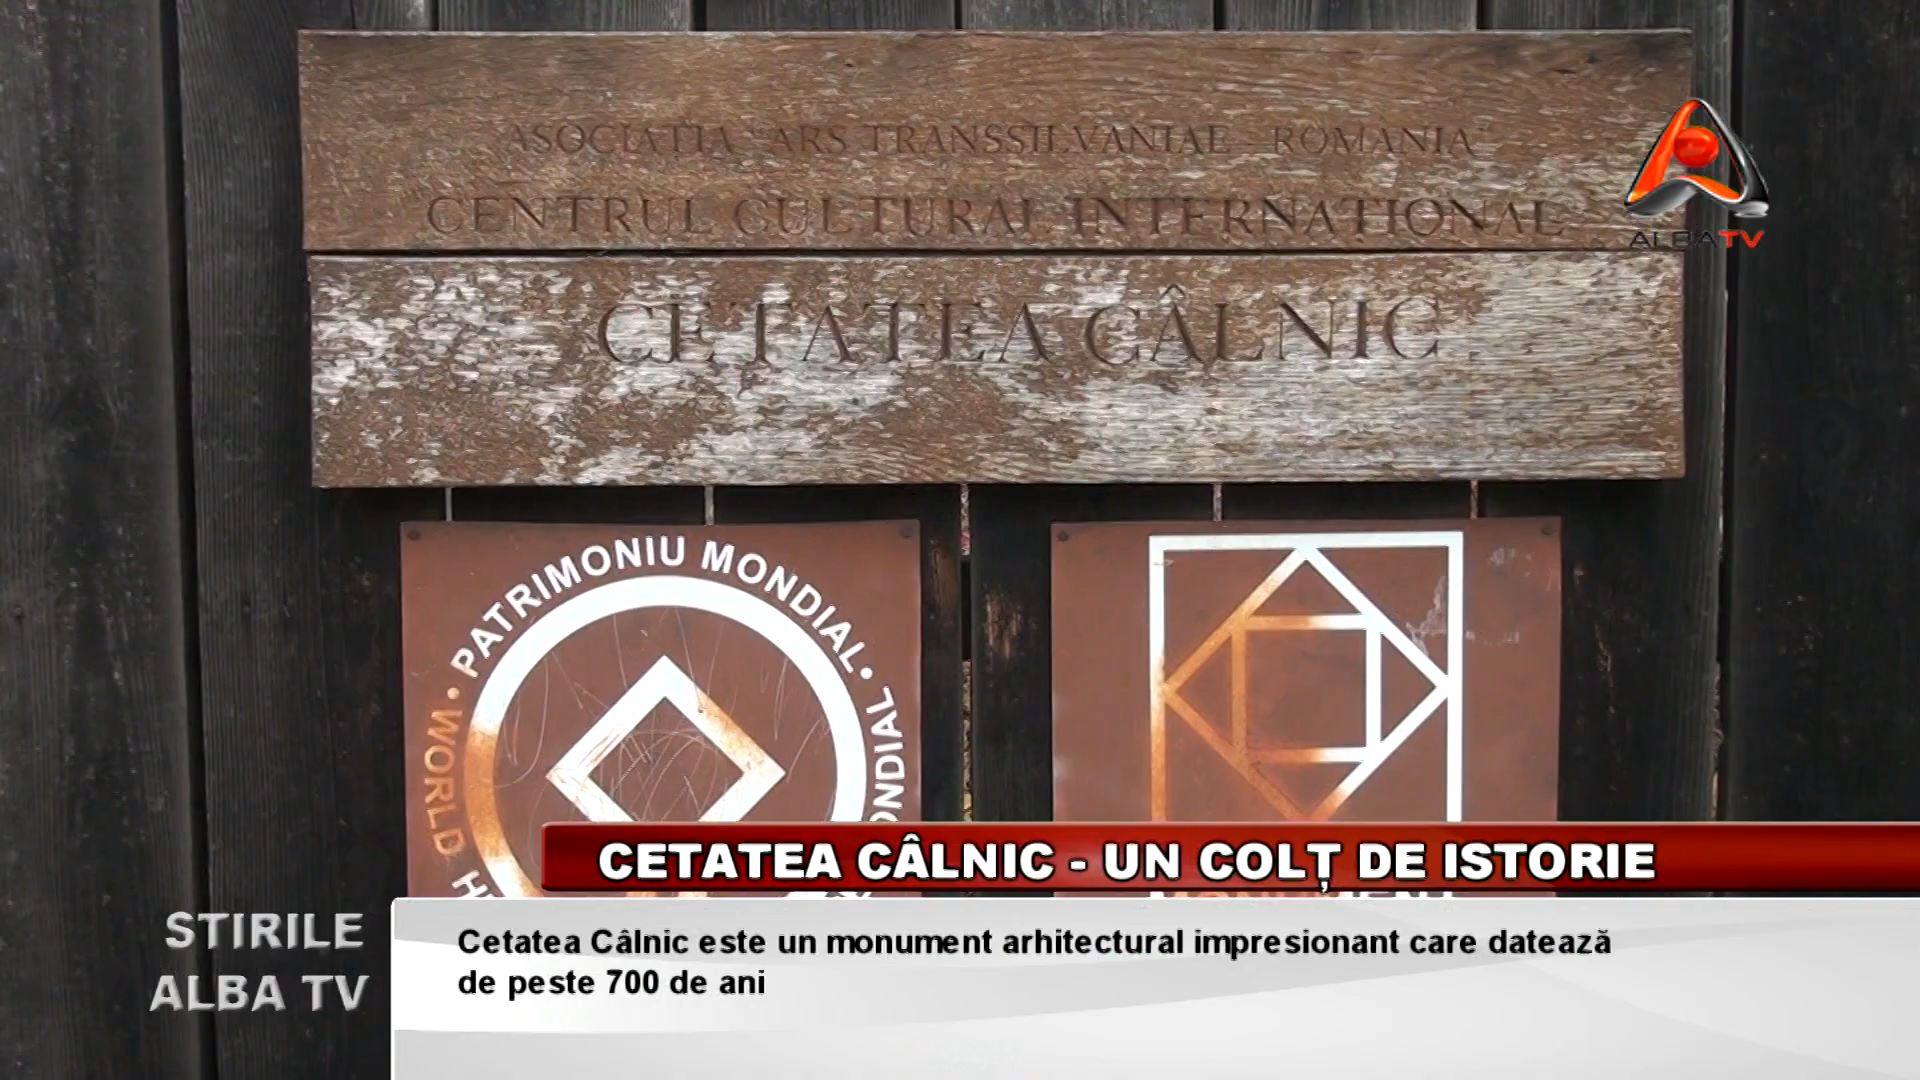 ASOCIAȚIA "ARS TRANSSILVANIAE - ROMANIA"
CENTRUL CULTURAL INTERNAȚIONAL
CETATEA CÂLNIC
ALBA TV
• PATRIMONIU MONDIAL •
WORLD
CETATEA CÂLNIC - UN COLȚ DE ISTORIE
STIRILE
ALBA TV
Cetatea Câlnic este un monument arhitectural impresionant care datează
de peste 700 de ani